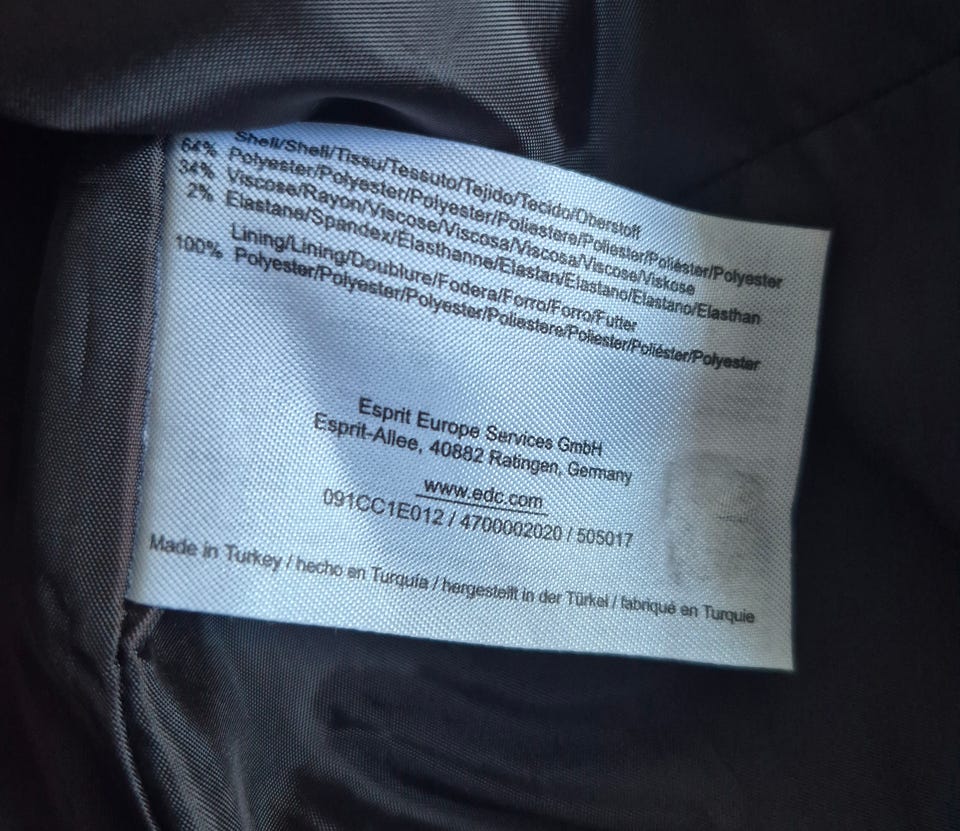 Shell/Shell/Tissu/Tessuto/Tejido/Tecido/Oberstoff
64% Polyester/Polyester/Polyester/Poliestere/Poliester/Poliéster/Polyester
34% Viscose/Rayon/Viscose/Viscosa/Viscosa/Viscose/Viskose
2% Elastane/Spandex/Élasthanne/Elastan/Elastano/Elastano/Elasthan
Lining/Lining/Doublure/Fodera/Forro/Forro/Futter
100% Polyester/Polyester/Polyester/Poliestere/Poliester/Poliéster/Polyester
Esprit Europe Services GmbH
Esprit-Allee, 40882 Ratingen, Germany
www.edc.com
091CC1E012 / 4700002020 / 505017
Made in Turkey / hecho en Turquía / hergestellt in der Türkei / fabriqué en Turquie